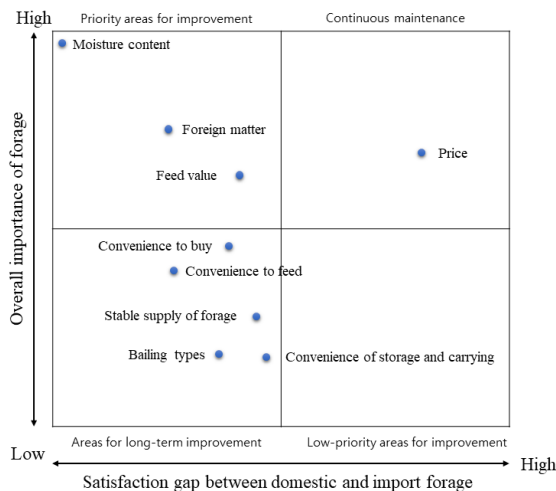 High
Priority areas for improvement
Continuous maintenance
Moisture content
Foreign matter
Price
Feed value
Overall importance of forage
Convenience to buy
Convenience to feed
Stable supply of forage
Bailing types
Convenience of storage and carrying
Areas for long-term improvement
Low-priority areas for improvement
Low
High
Satisfaction gap between domestic and import forage